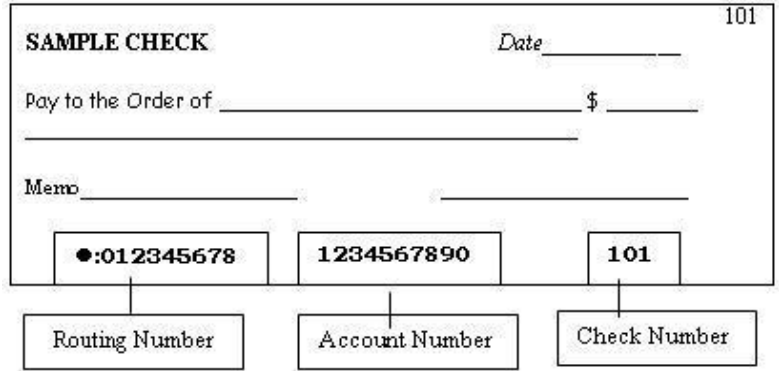 101
SAMPLE CHECK Date
Pay to the Order of $
Memo
●:012345678 1234567890 101
Routing Number Account Number Check Number